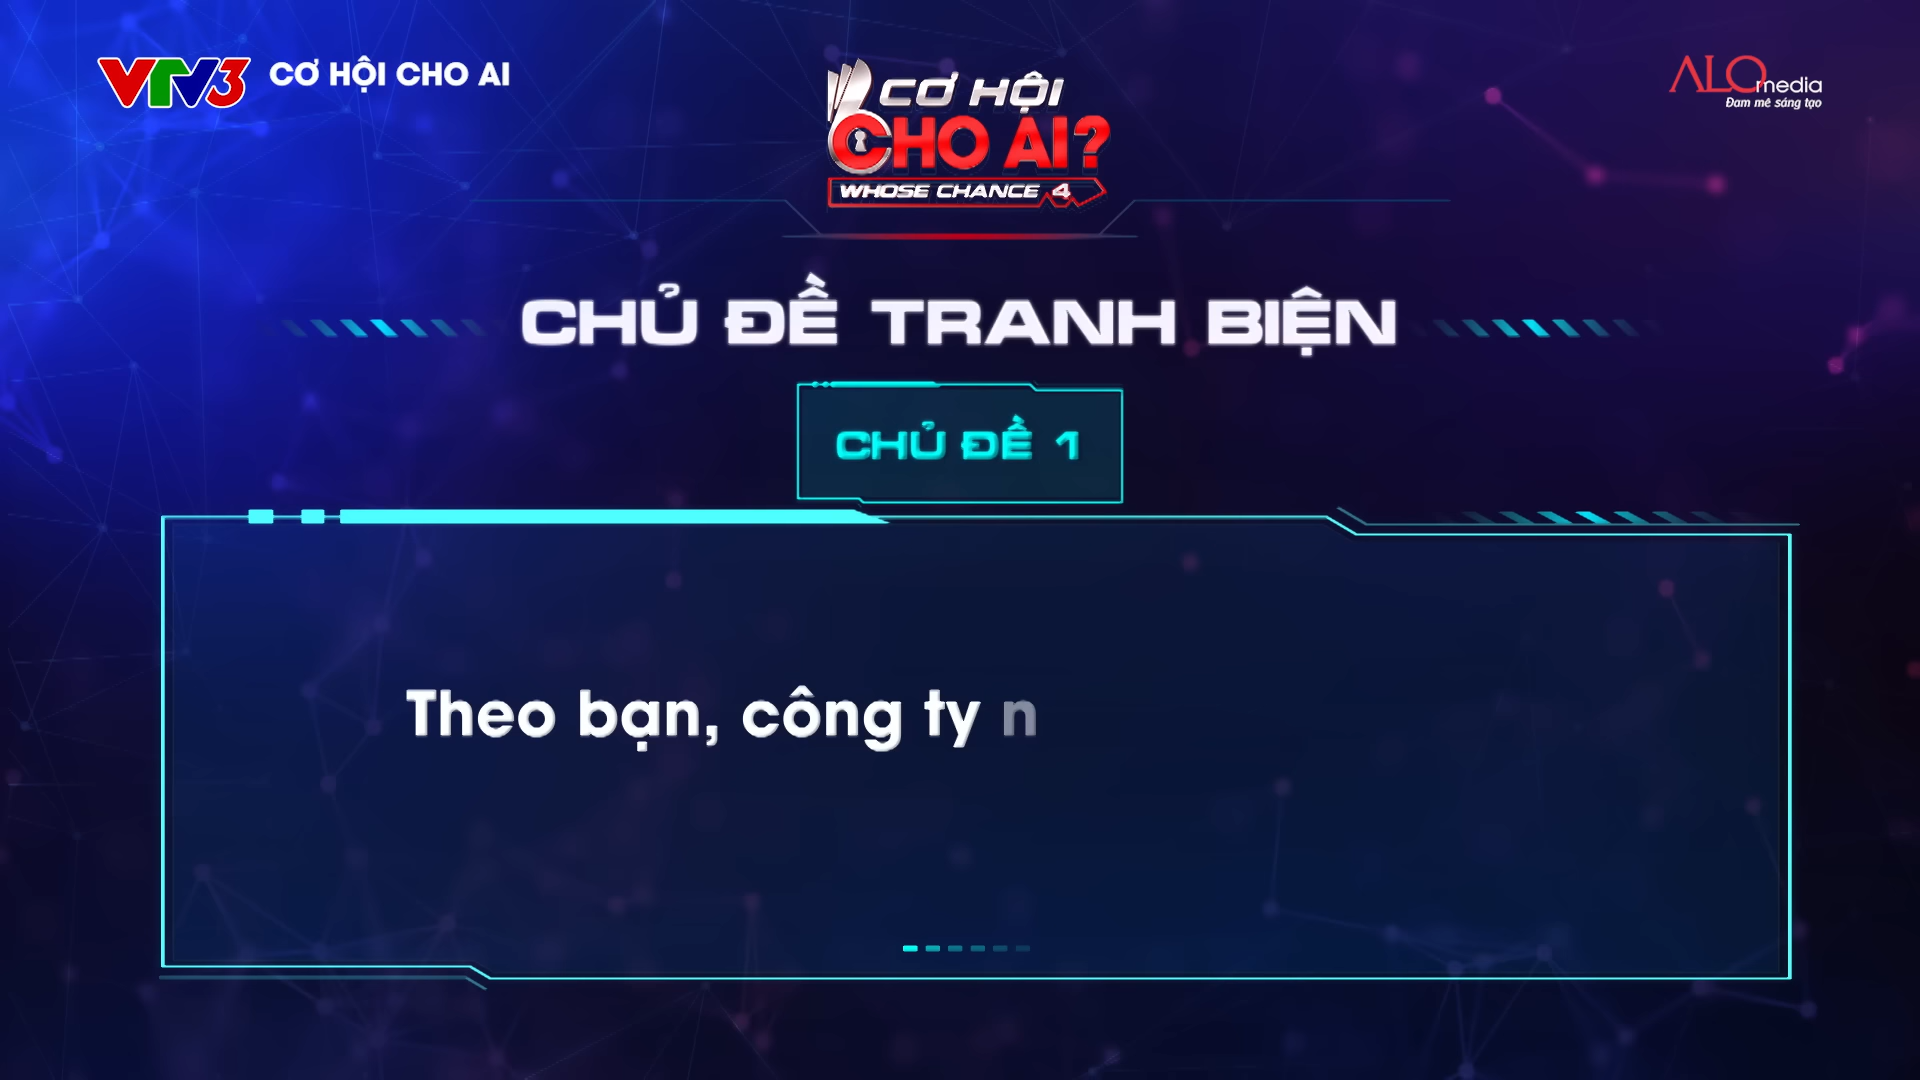 VTV3 CƠ HỘI CHO AI
CƠ HỘI
CHO AI?
WHOSE CHANCE 4
ALOmedia
Đam mê sáng tạo
CHỦ ĐỀ TRANH BIỆN
CHỦ ĐỀ 1
Theo bạn, công ty n